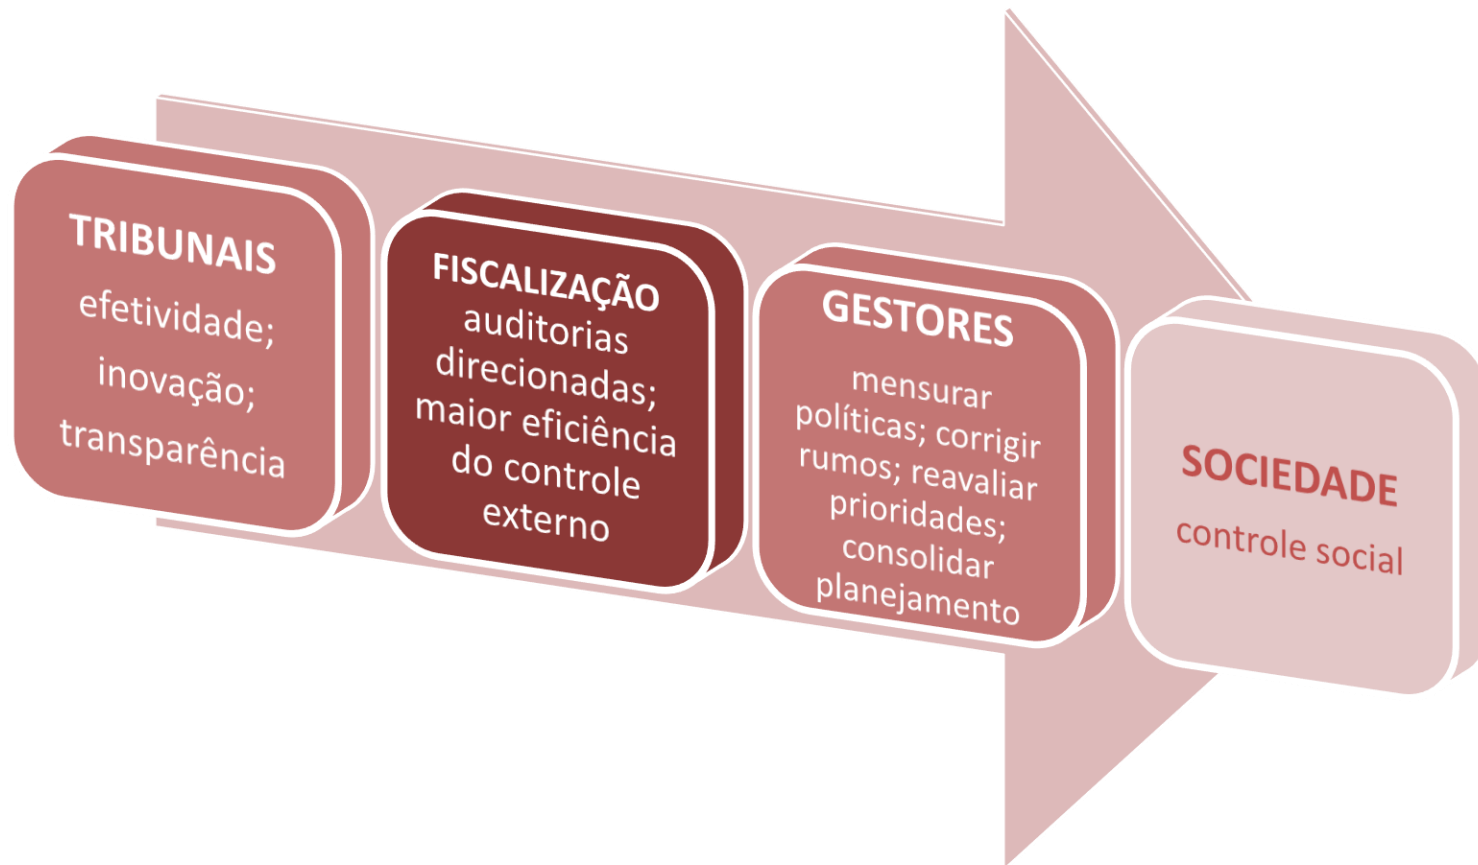 TRIBUNAIS
efetividade;
inovação;
transparência
FISCALIZAÇÃO
auditorias
direcionadas;
maior eficiência
do controle
externo
GESTORES
mensurar
políticas; corrigir
rumos; reavaliar
prioridades;
consolidar
planejamento
SOCIEDADE
controle social